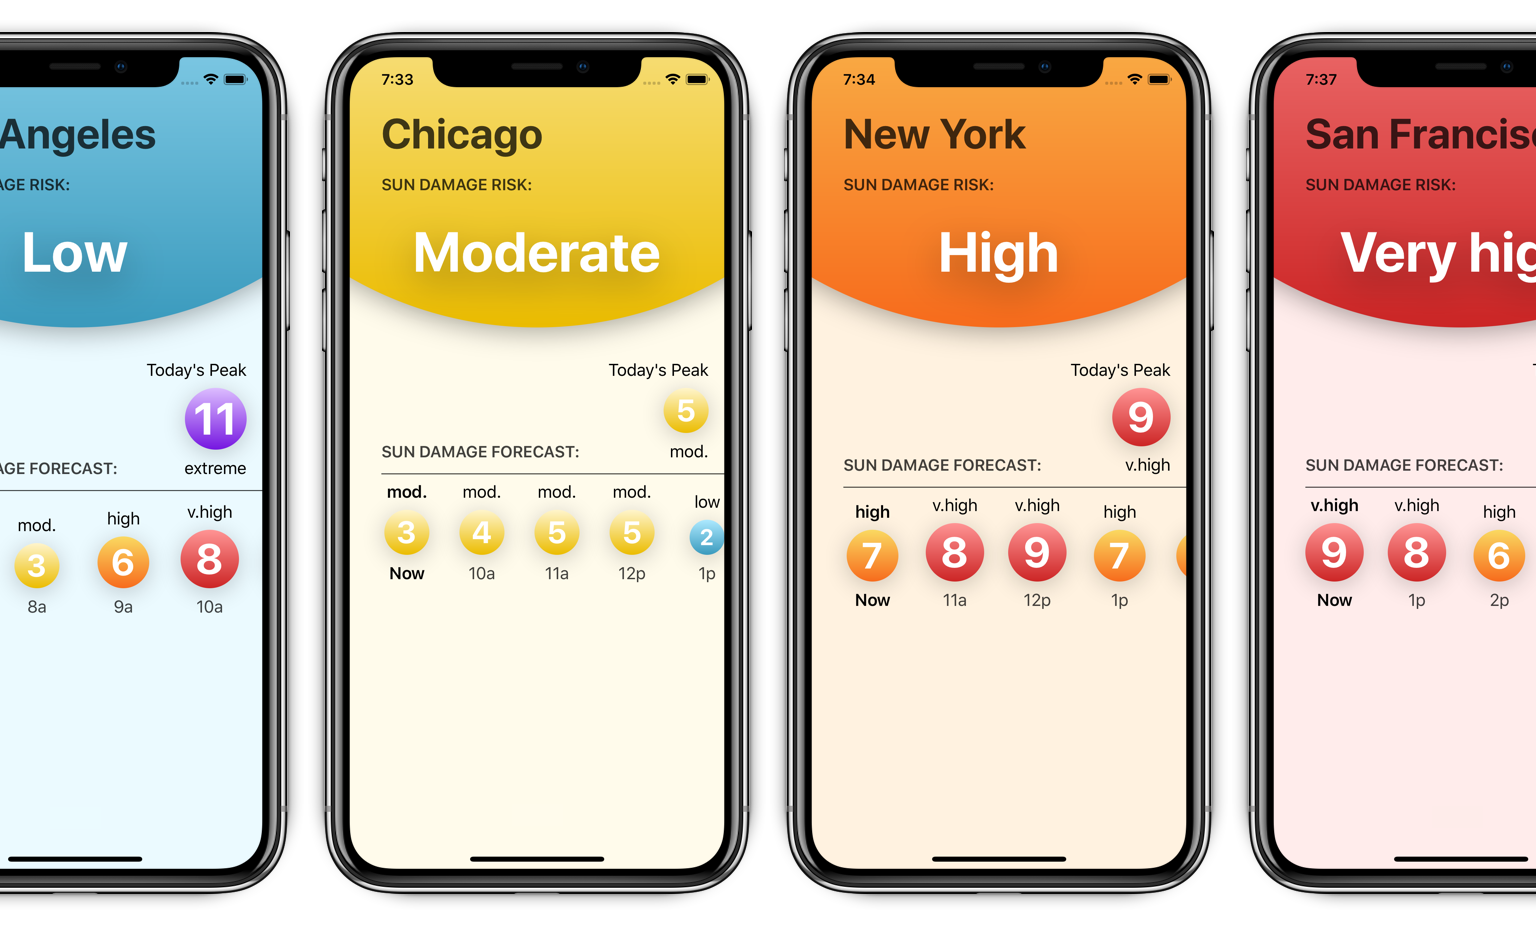 Angeles
AGE RISK:
Low
Today's Peak
11
AGE FORECAST:
extreme
mod. high v.high
3 6 8
8a 9a 10a
7:33
Chicago
SUN DAMAGE RISK:
Moderate
Today's Peak
5
SUN DAMAGE FORECAST:
mod.
mod. mod. mod. mod. low
3 4 5 5 2
Now 10a 11a 12p 1p
7:34
New York
SUN DAMAGE RISK:
High
Today's Peak
9
SUN DAMAGE FORECAST:
v.high
high v.high v.high high
7 8 9 7
Now 11a 12p 1p
7:37
San Francis
SUN DAMAGE RISK:
Very hig
SUN DAMAGE FORECAST:
v.high v.high high
9 8 6
Now 1p 2p